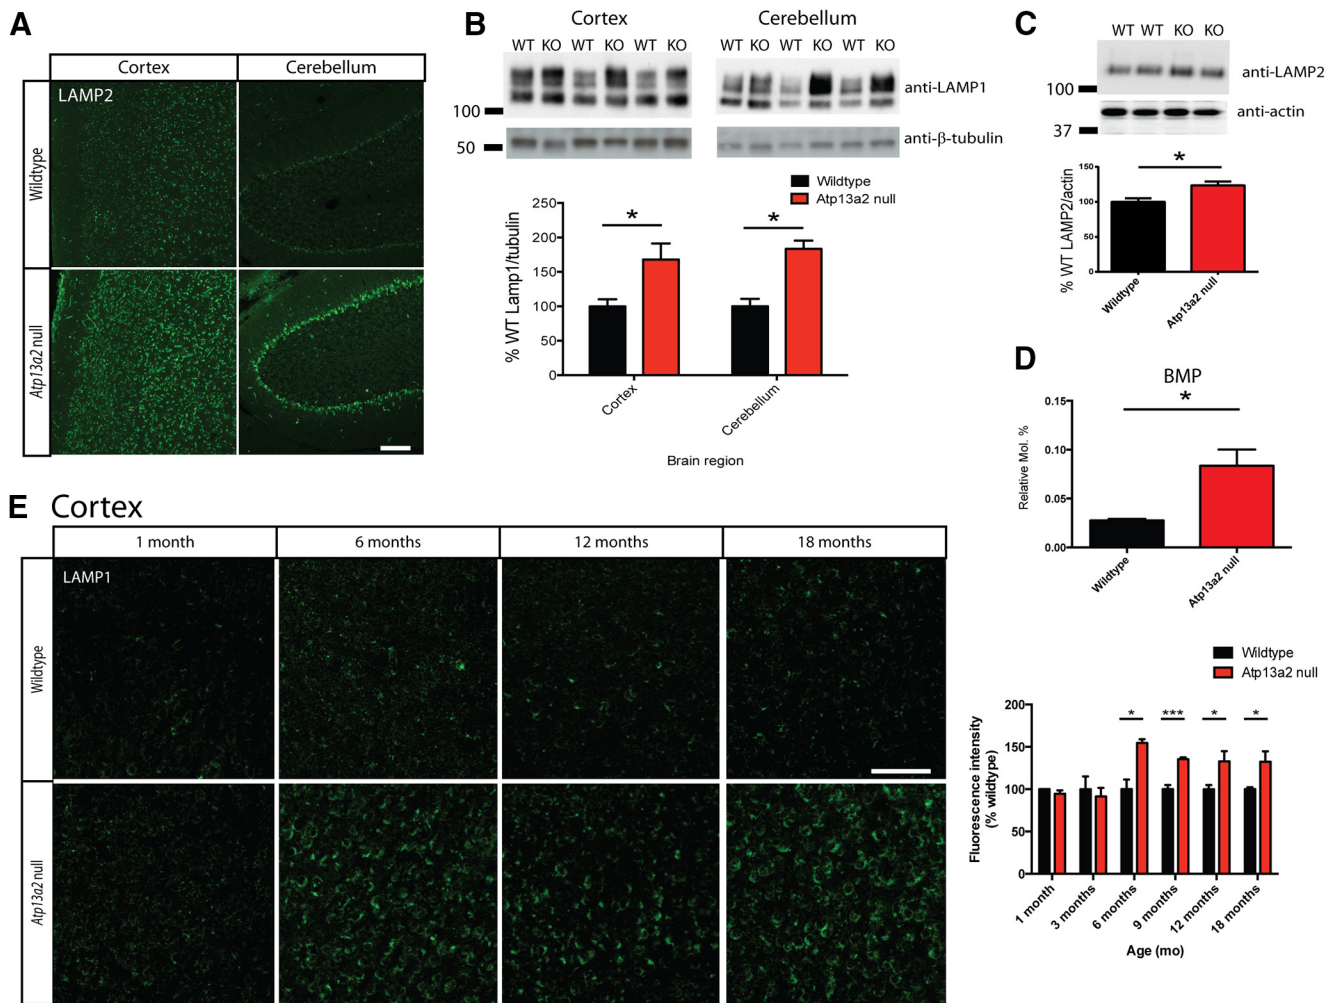 A
Cortex
Cerebellum
LAMP2
Wildtype
Atp13a2 null
B
Cortex
Cerebellum
WT KO WT KO WT KO
WT KO WT KO WT KO
anti-LAMP1
100
anti-β-tubulin
50
Wildtype
Atp13a2 null
% WT Lamp1/tubulin
250
200
150
100
50
0
*
*
Cortex
Cerebellum
Brain region
C
WT WT KO KO
anti-LAMP2
100
anti-actin
37
% WT LAMP2/actin
150
100
50
0
*
Wildtype
Atp13a2 null
D
BMP
Relative Mol. %
0.15
0.10
0.05
0.00
*
Wildtype
Atp13a2 null
E Cortex
1 month
6 months
12 months
18 months
LAMP1
Wildtype
Atp13a2 null
Wildtype
Atp13a2 null
Fluorescence intensity
(% wildtype)
200
150
100
50
0
* *** * *
1 month
3 months
6 months
9 months
12 months
18 months
Age (mo)